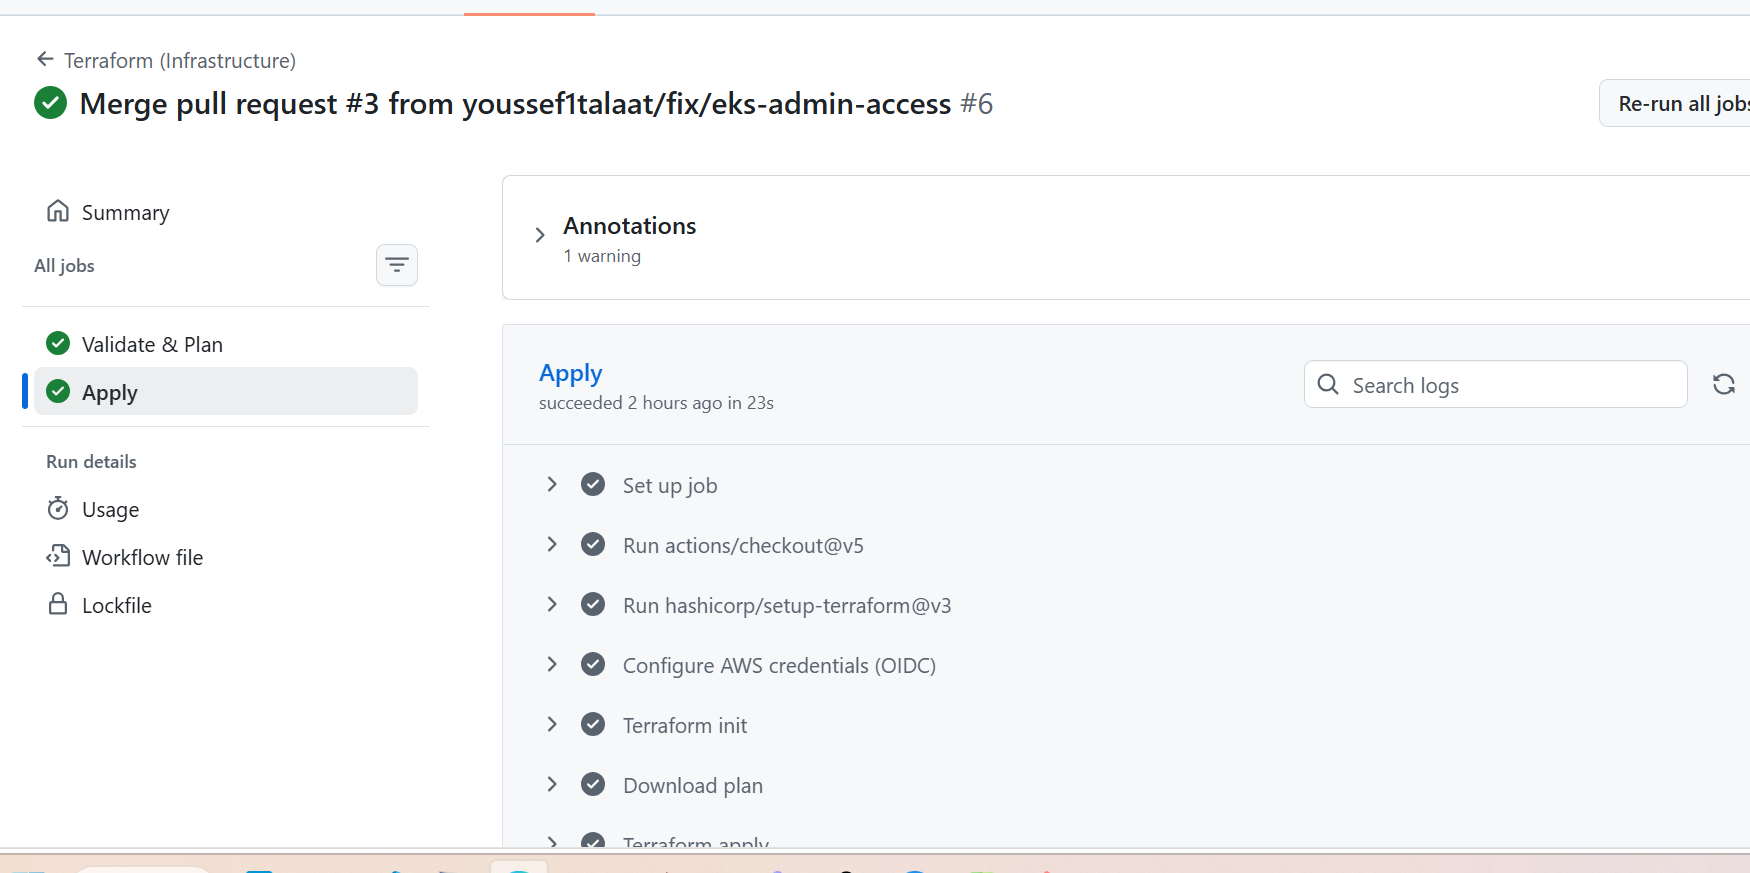 Terraform (Infrastructure)
Merge pull request #3 from youssef1talaat/fix/eks-admin-access #6
Re-run all jobs
Summary
All jobs
Validate & Plan
Apply
Run details
Usage
Workflow file
Lockfile
Annotations
1 warning
Apply
succeeded 2 hours ago in 23s
Search logs
Set up job
Run actions/checkout@v5
Run hashicorp/setup-terraform@v3
Configure AWS credentials (OIDC)
Terraform init
Download plan
Terraform apply